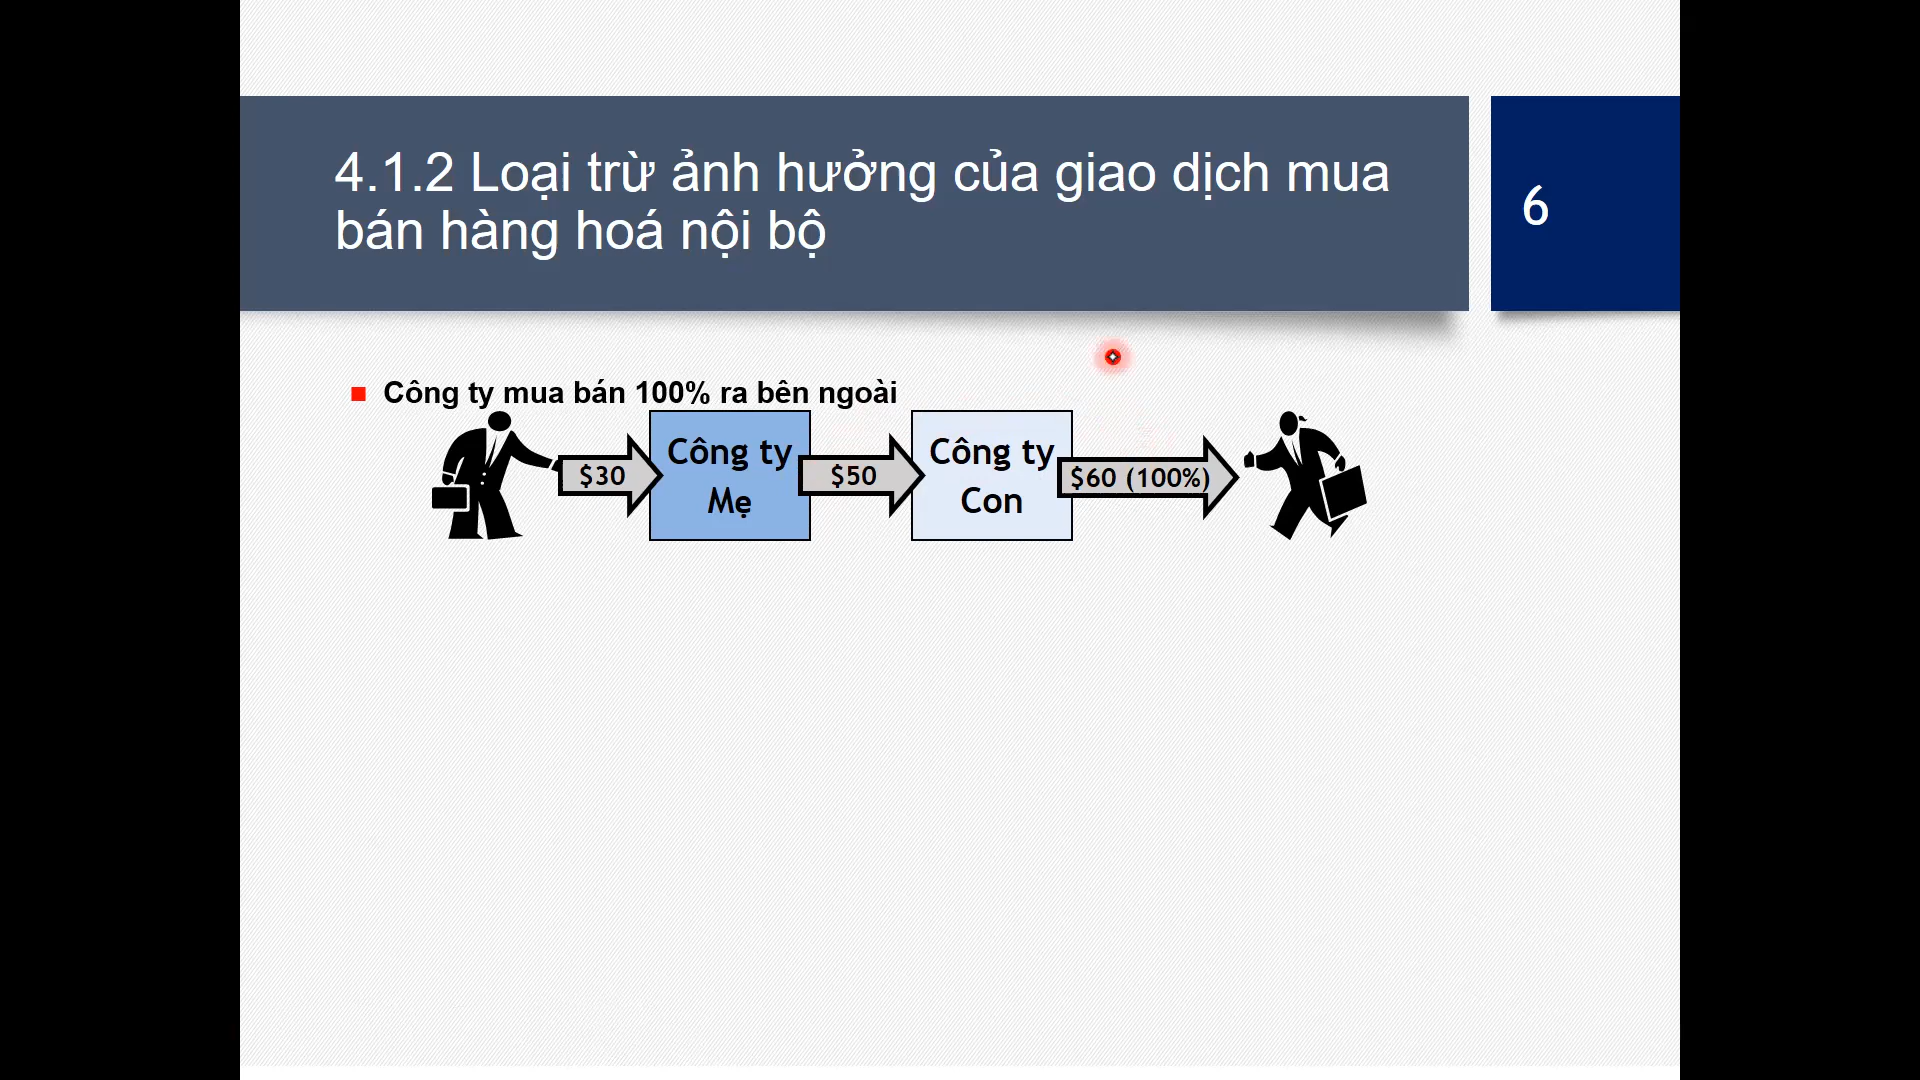 4.1.2 Loại trừ ảnh hưởng của giao dịch mua
bán hàng hoá nội bộ
6
Công ty mua bán 100% ra bên ngoài
$30
Công ty
Mẹ
$50
Công ty
Con
$60 (100%)